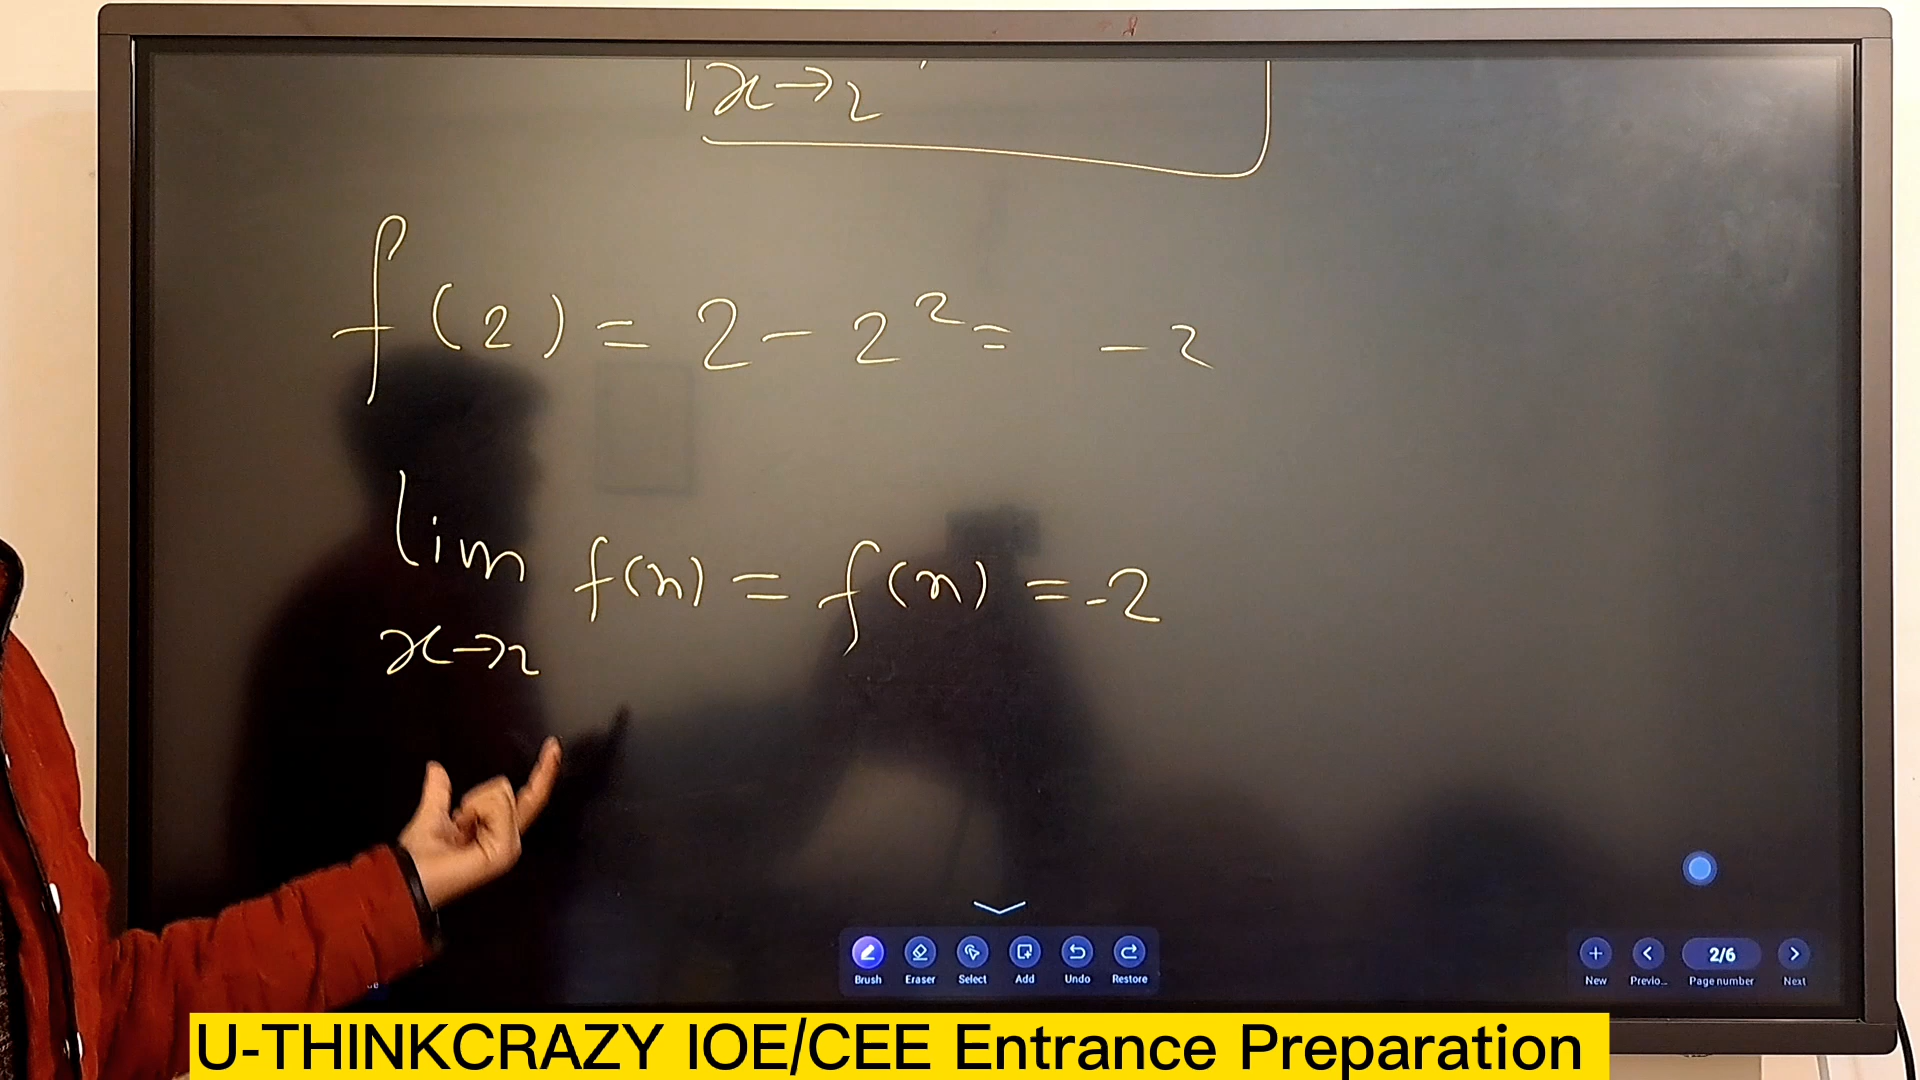 x→2
f(2) = 2 - 2² = -2
lim f(x) = f(x) = -2
x→2
Brush Eraser Select Add Undo Restore
New Previo... 2/6 Page number Next
U-THINKCRAZY IOE/CEE Entrance Preparation